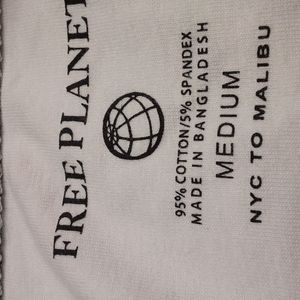 FREE PLANET
95% COTTON/5% SPANDEX
MADE IN BANGLADESH
MEDIUM
NYC TO MALIBU